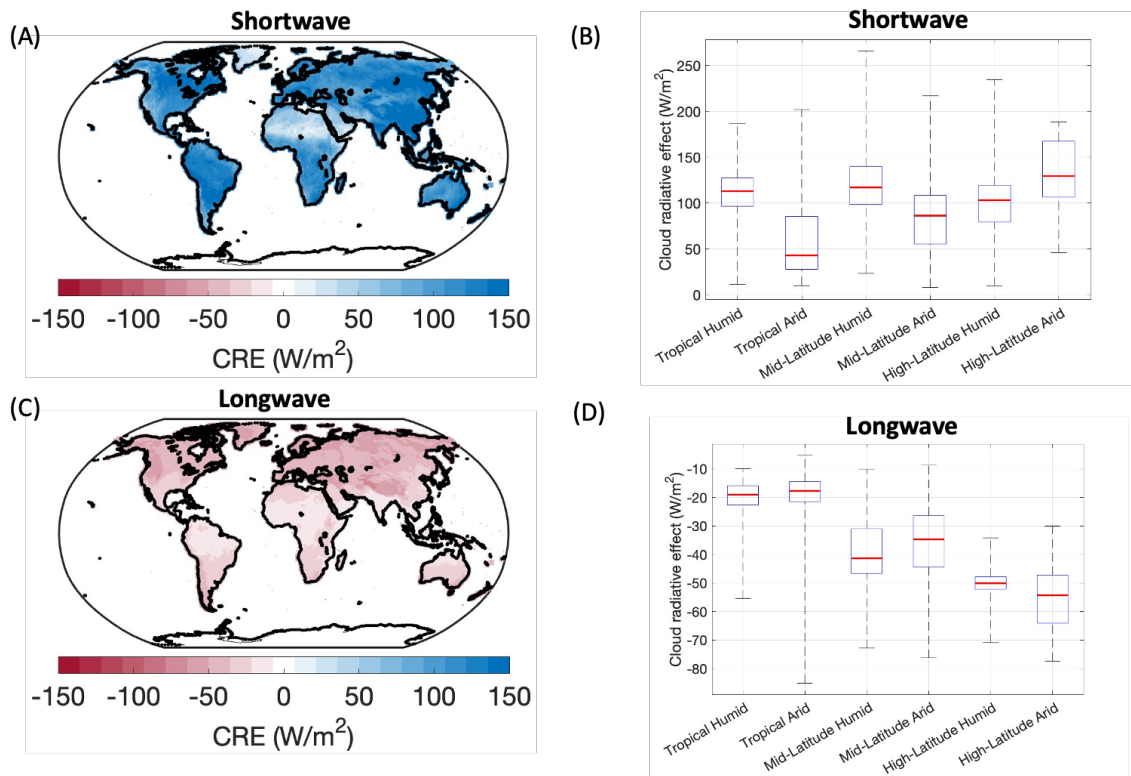 (A)
Shortwave
-150 -100 -50 0 50 100 150
CRE (W/m²)
(B)
Shortwave
Cloud radiative effect (W/m²)
250
200
150
100
50
0
Tropical Humid
Tropical Arid
Mid-Latitude Humid
Mid-Latitude Arid
High-Latitude Humid
High-Latitude Arid
(C)
Longwave
-150 -100 -50 0 50 100 150
CRE (W/m²)
(D)
Longwave
Cloud radiative effect (W/m²)
-10
-20
-30
-40
-50
-60
-70
-80
Tropical Humid
Tropical Arid
Mid-Latitude Humid
Mid-Latitude Arid
High-Latitude Humid
High-Latitude Arid